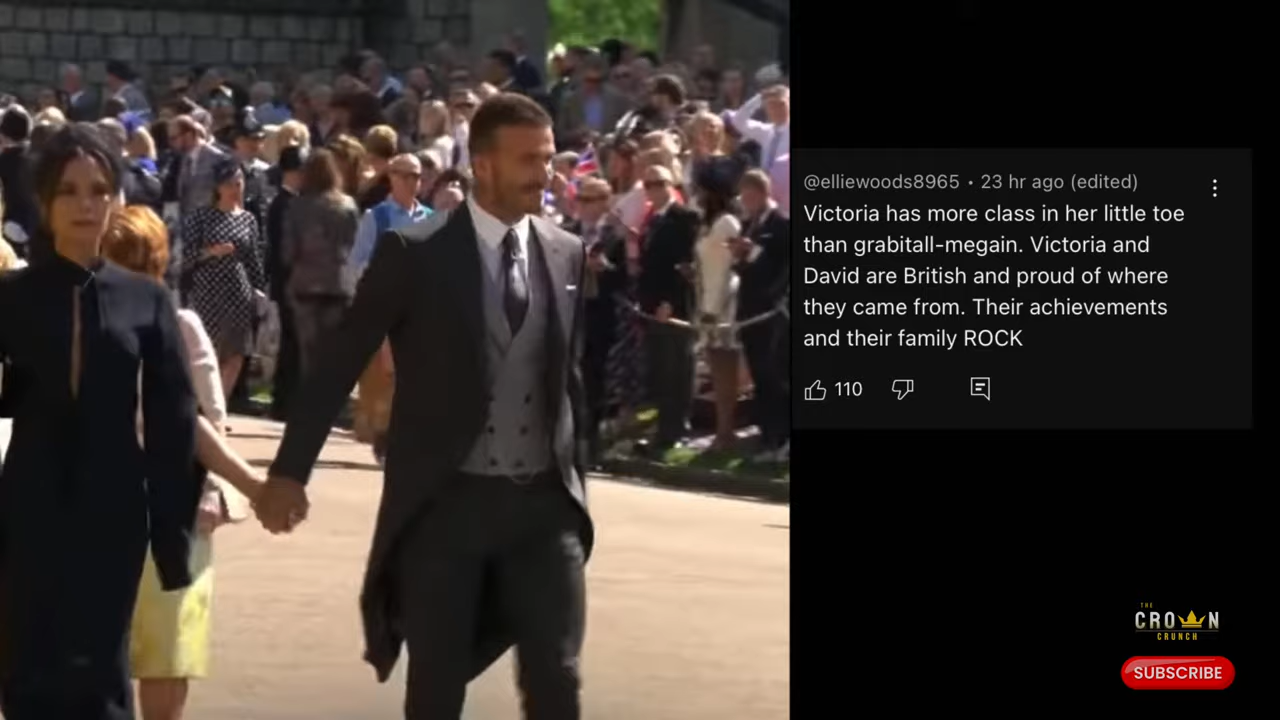 @elliewoods8965 • 23 hr ago (edited)
Victoria has more class in her little toe
than grabitall-megain. Victoria and
David are British and proud of where
they came from. Their achievements
and their family ROCK
110
THE
CROWN
CRUNCH
SUBSCRIBE